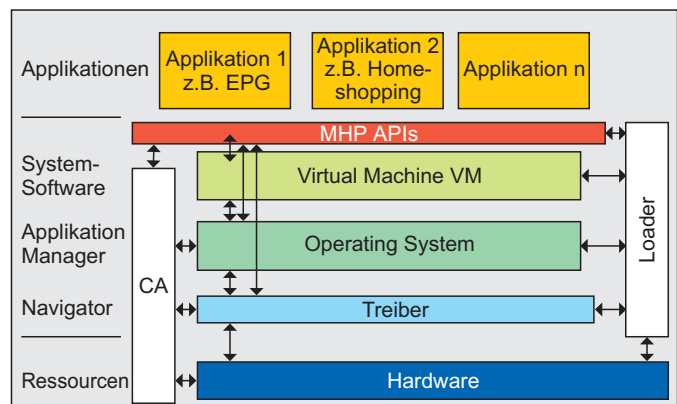 Applikationen
Applikation 1
z.B. EPG
Applikation 2
z.B. Home-
shopping
Applikation n
MHP APIs
System-
Software
Virtual Machine VM
Applikation
Manager
Operating System
CA
Loader
Navigator
Treiber
Ressourcen
Hardware